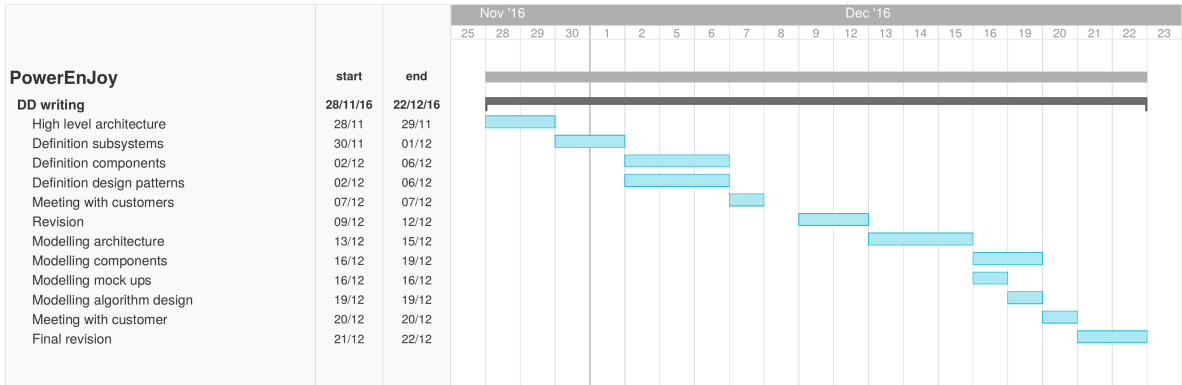 Nov '16 Dec '16
25 28 29 30 1 2 5 6 7 8 9 12 13 14 15 16 19 20 21 22 23
PowerEnJoy start end
DD writing 28/11/16 22/12/16
High level architecture 28/11 29/11
Definition subsystems 30/11 01/12
Definition components 02/12 06/12
Definition design patterns 02/12 06/12
Meeting with customers 07/12 07/12
Revision 09/12 12/12
Modelling architecture 13/12 15/12
Modelling components 16/12 19/12
Modelling mock ups 16/12 16/12
Modelling algorithm design 19/12 19/12
Meeting with customer 20/12 20/12
Final revision 21/12 22/12